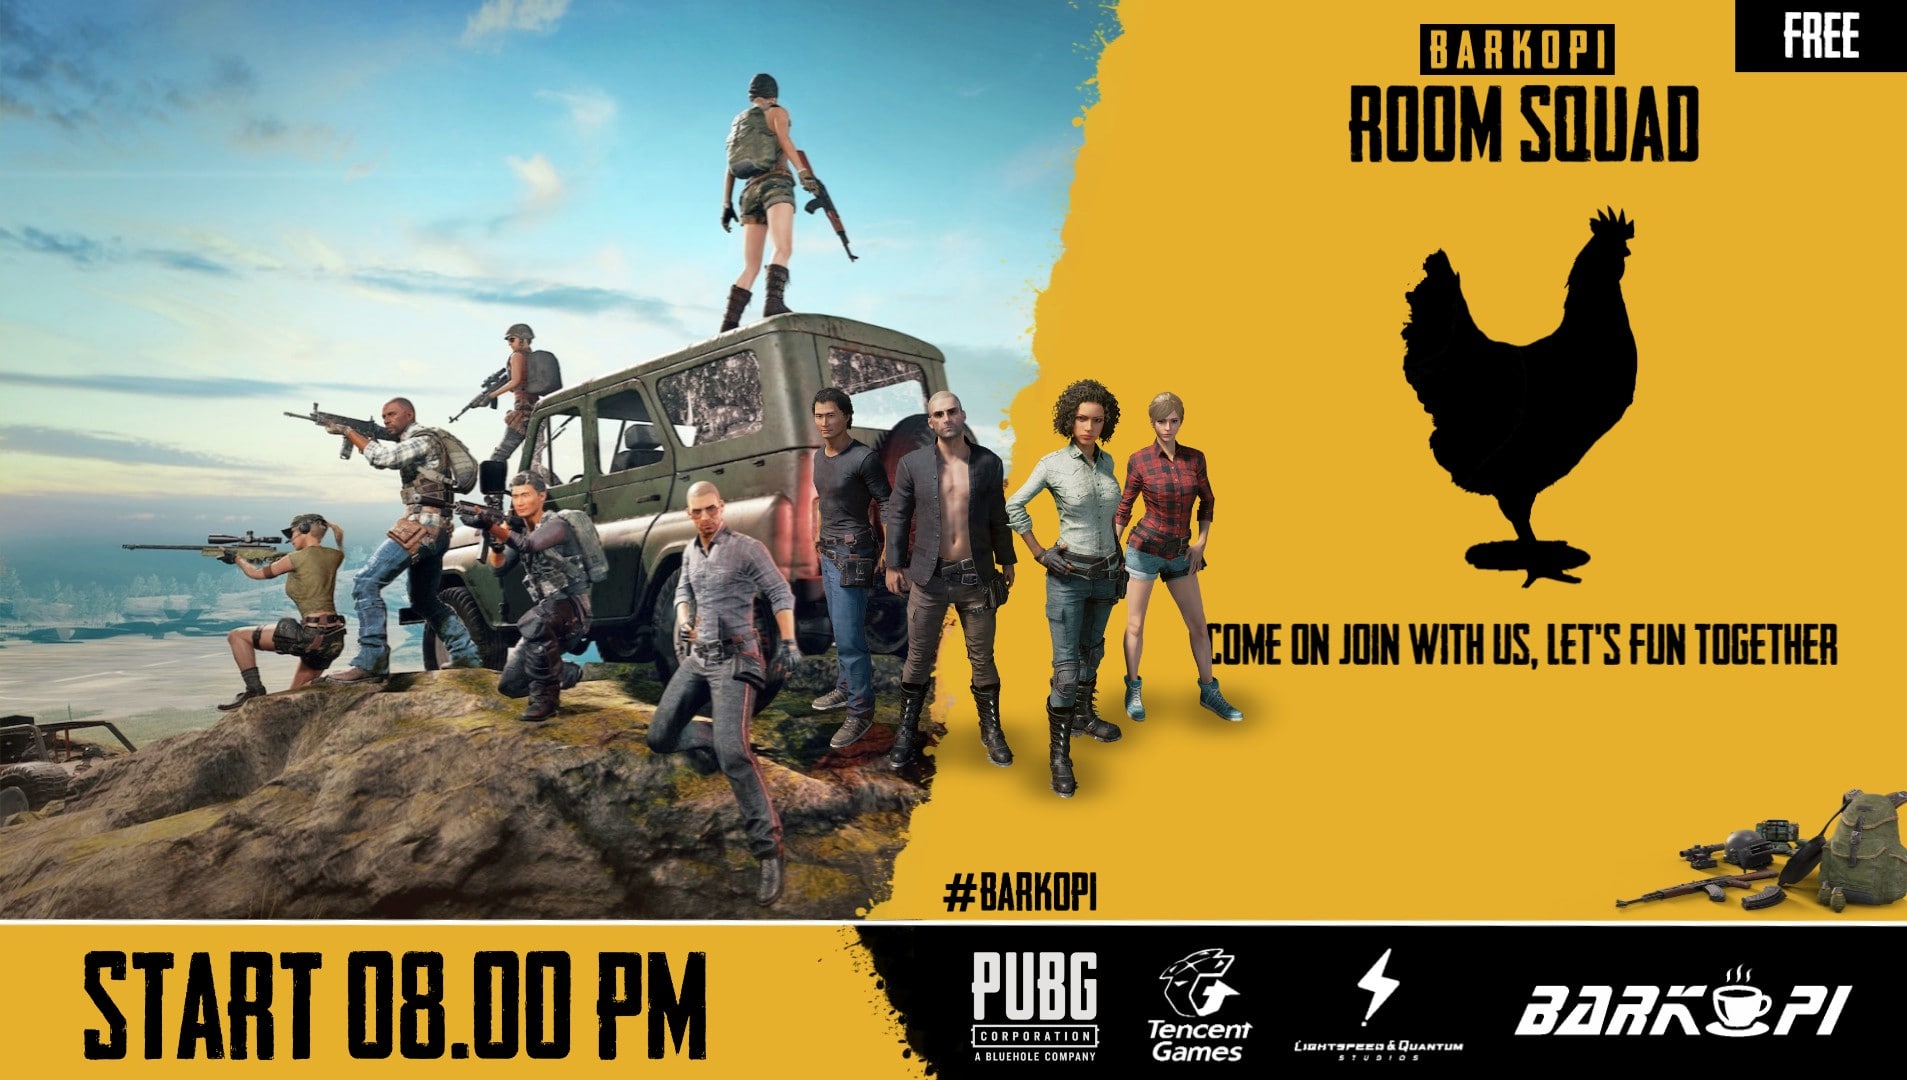 BARKOPI
FREE
ROOM SQUAD
COME ON JOIN WITH US, LET'S FUN TOGETHER
#BARKOPI
START 08.00 PM
PUBG
CORPORATION
A BLUEHOLE COMPANY
Tencent
Games
LIGHTSPEED & QUANTUM
STUDIOS
BARKOPI